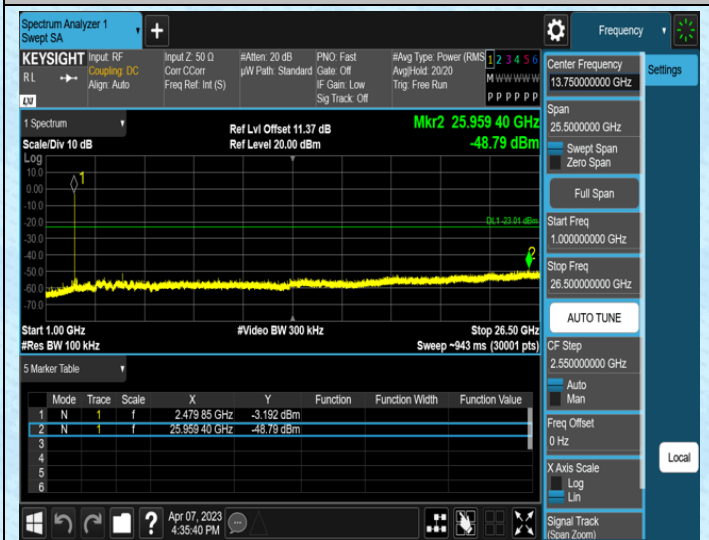 Spectrum Analyzer 1
Swept SA
Frequency
KEYSIGHT
RL
LXI
Input: RF
Coupling: DC
Align: Auto
Input Z: 50 Ω
Corr CCorr
Freq Ref: Int (S)
#Atten: 20 dB
µW Path: Standard
PNO: Fast
Gate: Off
IF Gain: Low
Sig Track: Off
#Avg Type: Power (RMS)
Avg|Hold: 20/20
Trig: Free Run
1 2 3 4 5 6
M W W W W W
P P P P P P
1 Spectrum
Scale/Div 10 dB
Ref Lvl Offset 11.37 dB
Ref Level 20.00 dBm
Mkr2 25.959 40 GHz
-48.79 dBm
Log
10.0
0.00
-10.0
-20.0
-30.0
-40.0
-50.0
-60.0
-70.0
1
2
DL1 -23.01 dBm
Start 1.00 GHz
#Res BW 100 kHz
#Video BW 300 kHz
Stop 26.50 GHz
Sweep ~943 ms (30001 pts)
5 Marker Table
Mode Trace Scale X Y Function Function Width Function Value
1 N 1 f 2.479 85 GHz -3.192 dBm
2 N 1 f 25.959 40 GHz -48.79 dBm
3
4
5
6
Apr 07, 2023
4:35:40 PM
?
Center Frequency
13.750000000 GHz
Span
25.5000000 GHz
Swept Span
Zero Span
Full Span
Start Freq
1.000000000 GHz
Stop Freq
26.500000000 GHz
AUTO TUNE
CF Step
2.550000000 GHz
Auto
Man
Freq Offset
0 Hz
X Axis Scale
Log
Lin
Signal Track
(Span Zoom)
Settings
Local